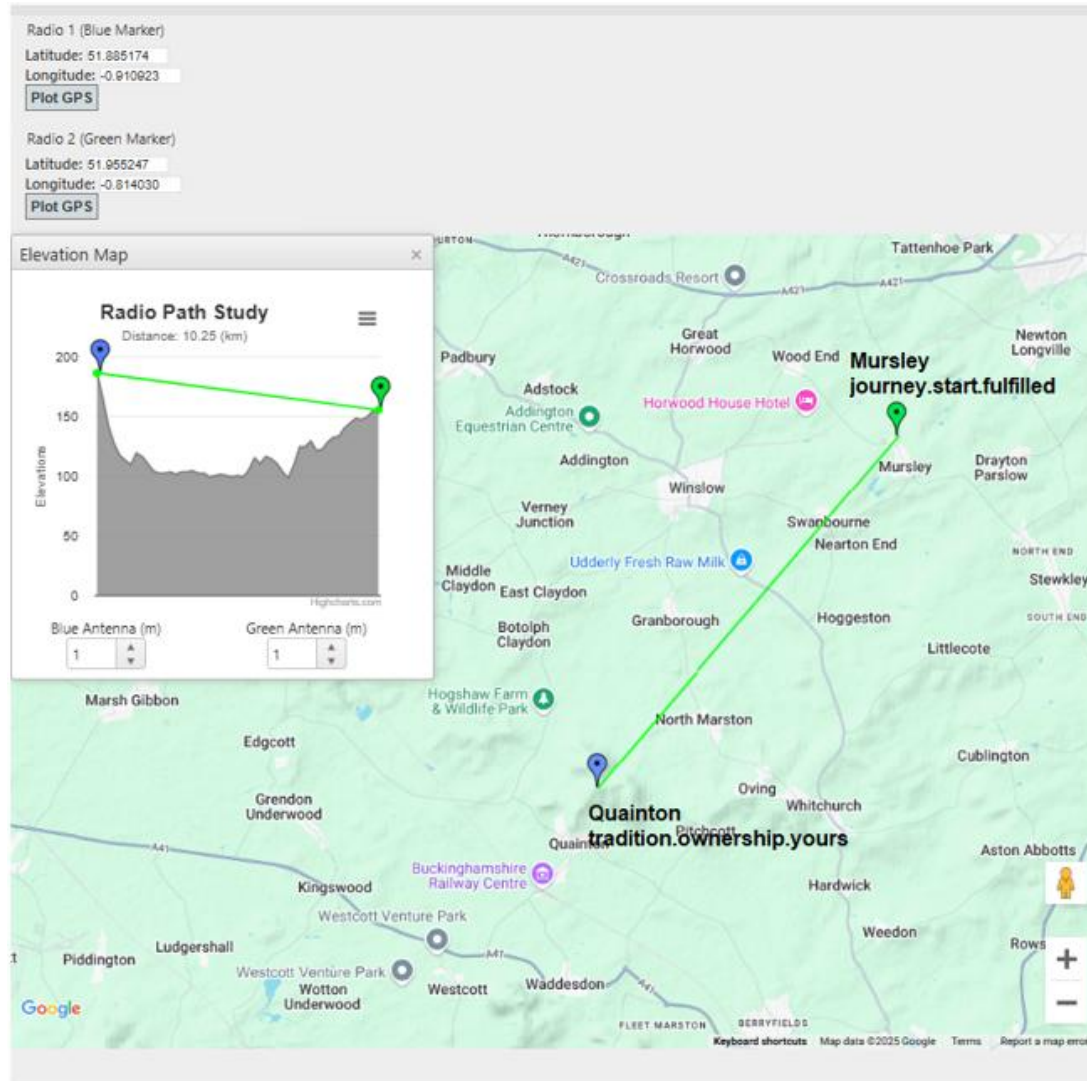 Radio 1 (Blue Marker)
Latitude: 51.885174
Longitude: -0.910923
Plot GPS
Radio 2 (Green Marker)
Latitude: 51.955247
Longitude: -0.814030
Plot GPS
Elevation Map
×
Radio Path Study
Distance: 10.25 (km)
200
150
100
50
0
Elevations
Highcharts.com
Blue Antenna (m)
Green Antenna (m)
1
1
A421
Tattenhoe Park
Crossroads Resort
A421
A421
Great
Horwood
Wood End
Newton
Longville
Padbury
Mursley
journey.start.fulfilled
Adstock
Horwood House Hotel
Addington
Equestrian Centre
Addington
Mursley
Drayton
Parslow
Winslow
Verney
Junction
Swanbourne
Nearton End
NORTH END
Udderly Fresh Raw Milk
Middle
Claydon
East Claydon
Stewkley
Granborough
Hoggeston
SOUTH END
Botolph
Claydon
Littlecote
Marsh Gibbon
Hogshaw Farm
& Wildlife Park
North Marston
Edgcott
Cublington
Oving
Grendon
Underwood
Whitchurch
Quainton
tradition.ownership.yours
Pitchcott
Quainton
A41
Aston Abbotts
Buckinghamshire
Railway Centre
Kingswood
Hardwick
Westcott Venture Park
Weedon
Ludgershall
A41
Rows
Piddington
Westcott Venture Park
Wotton
Underwood
Westcott
Waddesdon
A41
Google
FLEET MARSTON
BERRYFIELDS
Keyboard shortcuts
Map data ©2025 Google
Terms
Report a map error